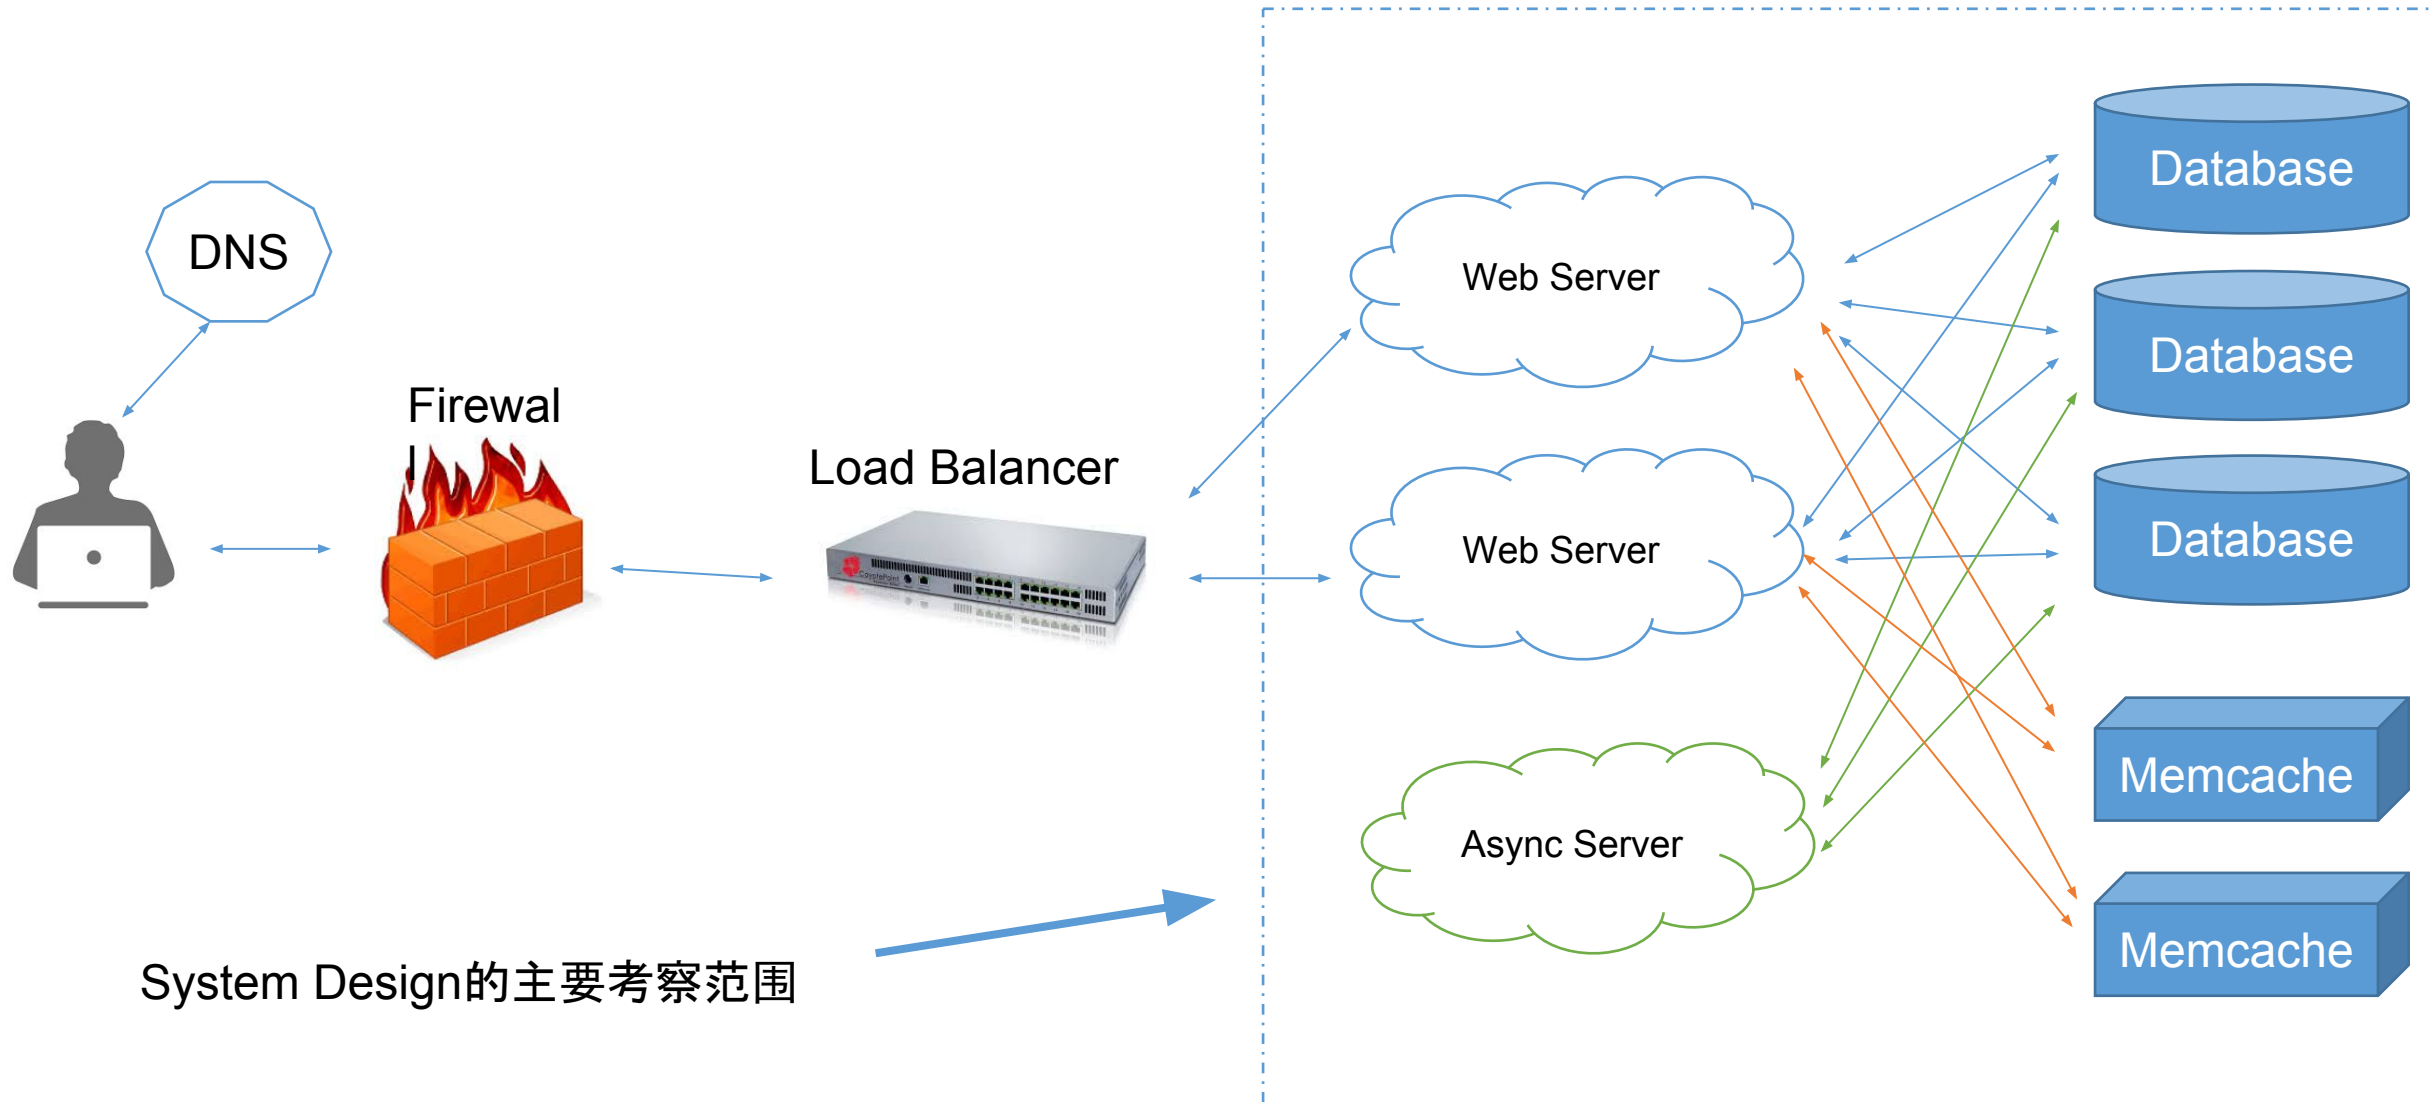 DNS
Firewal
l
Load Balancer
CoyotePoint
Web Server
Web Server
Async Server
Database
Database
Database
Memcache
Memcache
System Design的主要考察范围